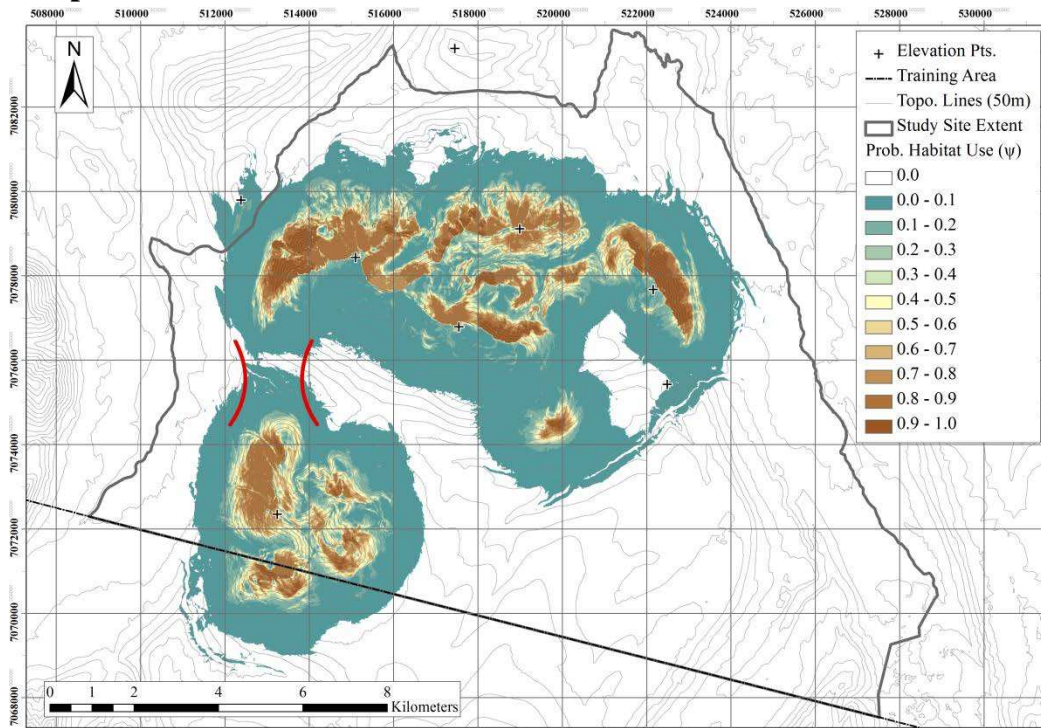 508000 510000 512000 514000 516000 518000 520000 522000 524000 526000 528000 530000
N
7082000
7080000
7078000
7076000
7074000
7072000
7070000
7068000
Elevation Pts.
Training Area
Topo. Lines (50m)
Study Site Extent
Prob. Habitat Use (ψ)
0.0
0.0 - 0.1
0.1 - 0.2
0.2 - 0.3
0.3 - 0.4
0.4 - 0.5
0.5 - 0.6
0.6 - 0.7
0.7 - 0.8
0.8 - 0.9
0.9 - 1.0
0 1 2 4 6 8
Kilometers